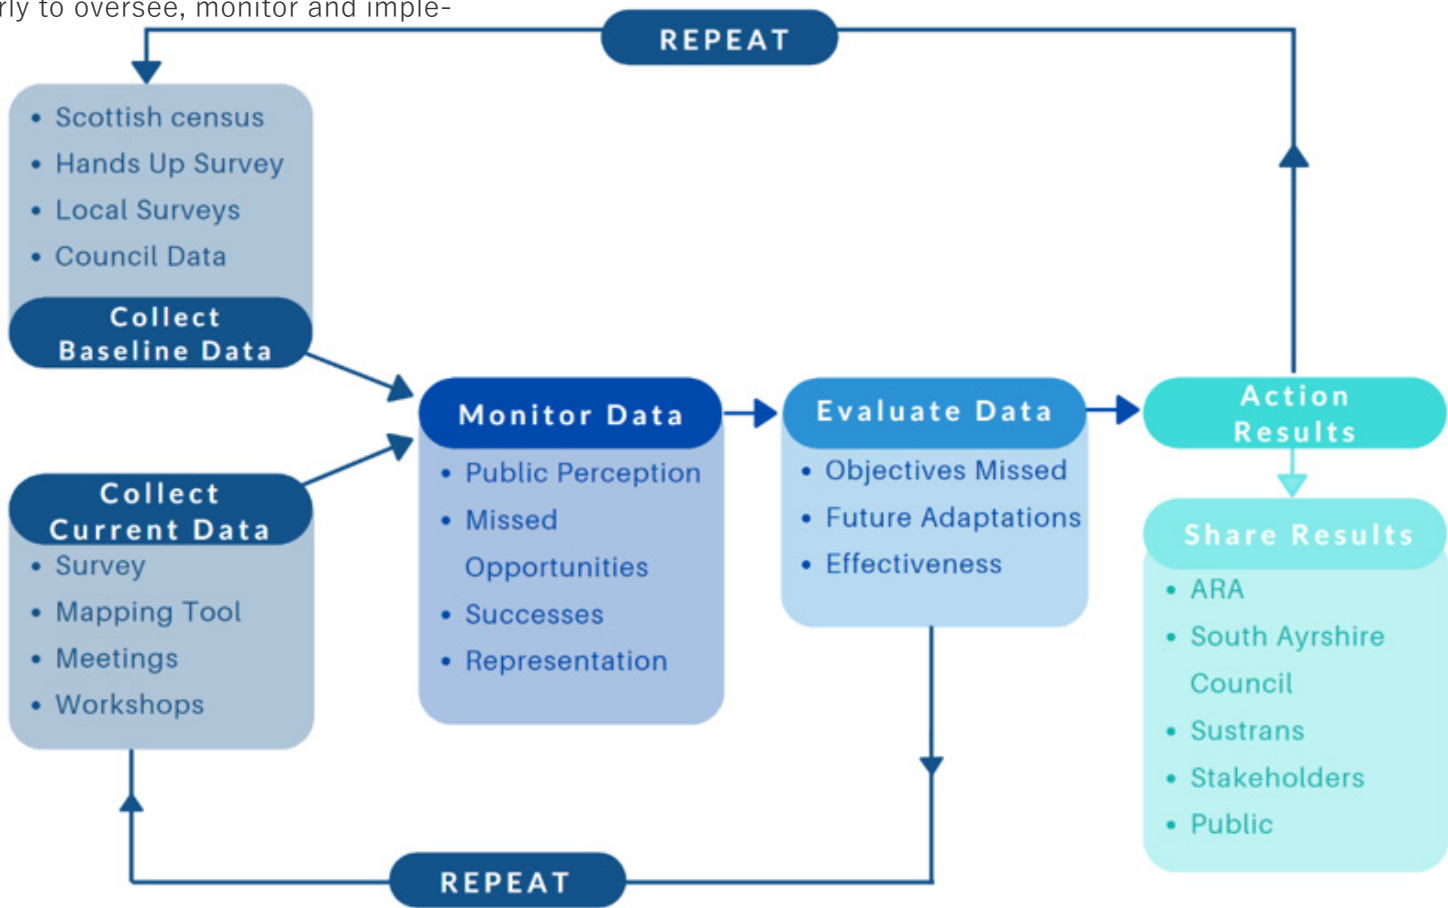 rly to oversee, monitor and imple-
REPEAT
• Scottish census
• Hands Up Survey
• Local Surveys
• Council Data
Collect
Baseline Data
Collect
Current Data
• Survey
• Mapping Tool
• Meetings
• Workshops
Monitor Data
• Public Perception
• Missed
Opportunities
• Successes
• Representation
Evaluate Data
• Objectives Missed
• Future Adaptations
• Effectiveness
Action
Results
Share Results
• ARA
• South Ayrshire
Council
• Sustrans
• Stakeholders
• Public
REPEAT